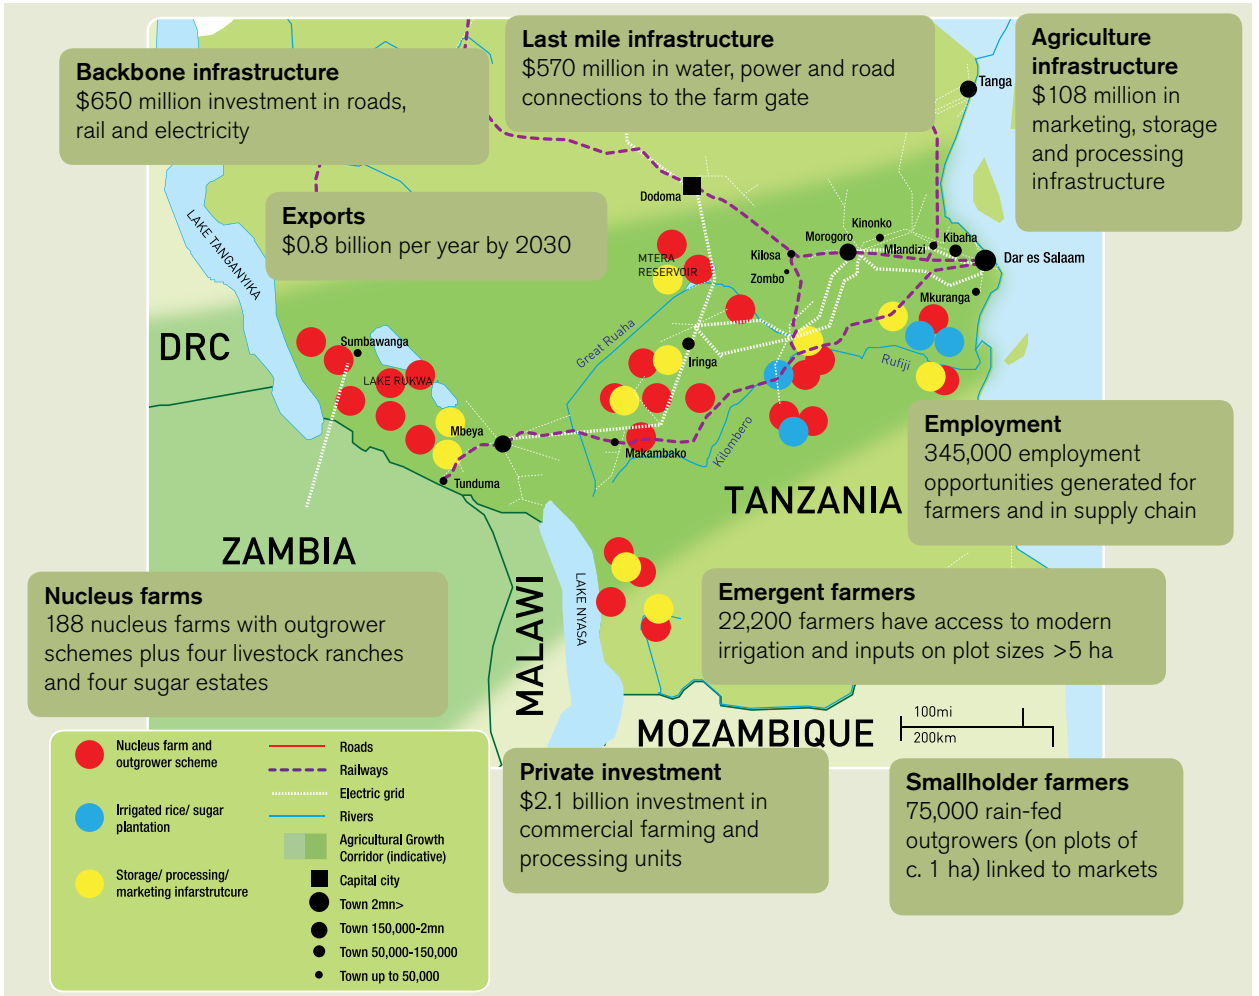 Backbone infrastructure
$650 million investment in roads,
rail and electricity
Last mile infrastructure
$570 million in water, power and road
connections to the farm gate
Agriculture
infrastructure
$108 million in
marketing, storage
and processing
infrastructure
Exports
$0.8 billion per year by 2030
Tanga
Dodoma
Kinonko
Morogoro
Mlandizi
Kibaha
Kilosa
Zombo
Dar es Salaam
Mkuranga
MTERA
RESERVOIR
LAKE TANGANYIKA
DRC
Sumbawanga
LAKE RUKWA
Great Ruaha
Iringa
Rufiji
Mbeya
Makambako
Kilombero
Tunduma
TANZANIA
ZAMBIA
MALAWI
LAKE NYASA
MOZAMBIQUE
Employment
345,000 employment
opportunities generated for
farmers and in supply chain
Nucleus farms
188 nucleus farms with outgrower
schemes plus four livestock ranches
and four sugar estates
Emergent farmers
22,200 farmers have access to modern
irrigation and inputs on plot sizes >5 ha
100mi
200km
Private investment
$2.1 billion investment in
commercial farming and
processing units
Smallholder farmers
75,000 rain-fed
outgrowers (on plots of
c. 1 ha) linked to markets
Nucleus farm and
outgrower scheme
Irrigated rice/ sugar
plantation
Storage/ processing/
marketing infarstrutcure
Roads
Railways
Electric grid
Rivers
Agricultural Growth
Corridor (indicative)
Capital city
Town 2mn>
Town 150,000-2mn
Town 50,000-150,000
Town up to 50,000